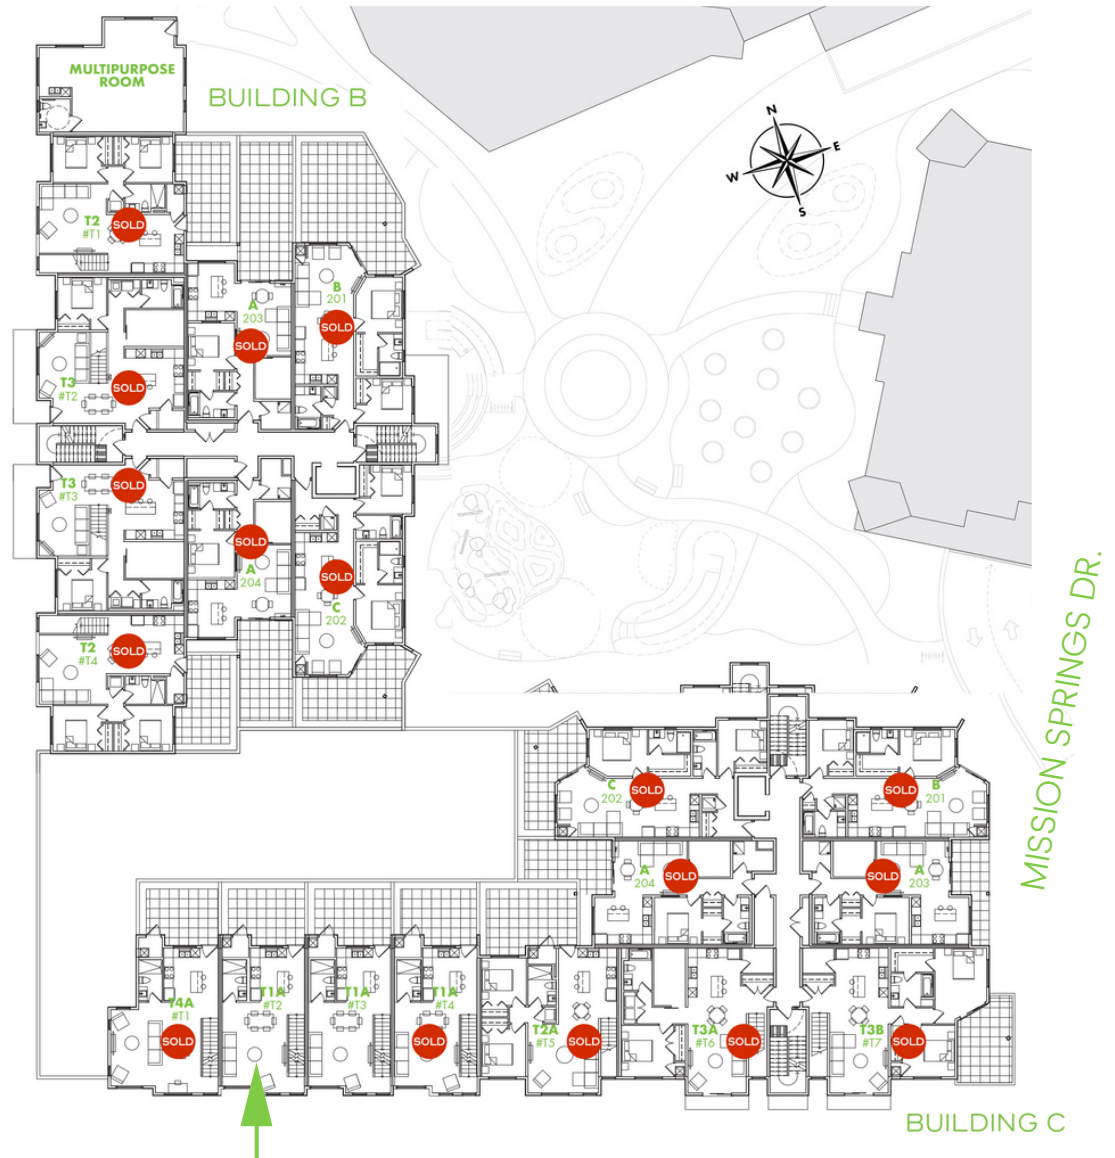 MULTIPURPOSE
ROOM
BUILDING B
N
E
W
S
T2
#T1
SOLD
B
201
SOLD
A
203
SOLD
T3
#T2
SOLD
T3
#T3
SOLD
SOLD
A
204
SOLD
C
202
T2
#T4
SOLD
MISSION SPRINGS DR.
C
202
SOLD
SOLD
B
201
A
204
SOLD
SOLD
A
203
T4A
#T1
SOLD
T1A
#T2
T1A
#T3
T1A
#T4
SOLD
T2A
#T5
SOLD
T3A
#T6
SOLD
T3B
#T7
SOLD
BUILDING C